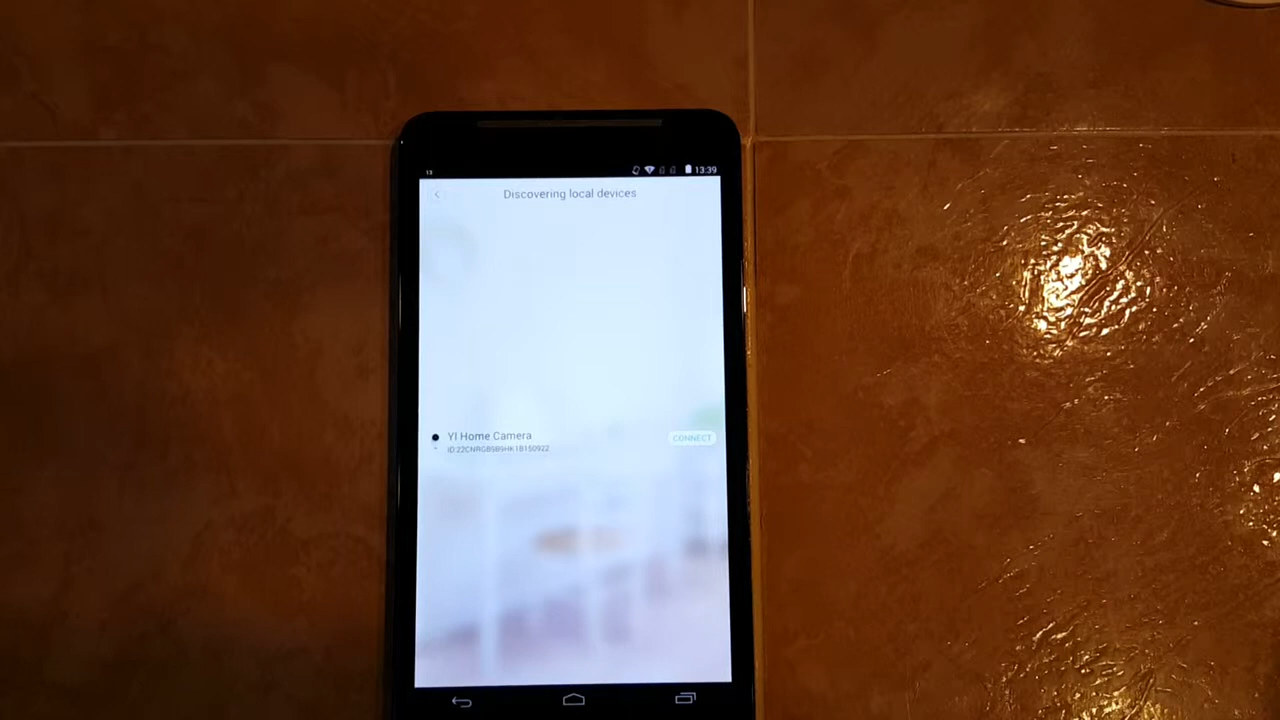 13:39
Discovering local devices
YI Home Camera
CONNECT
ID:22CNRGB9B9HK1B150922